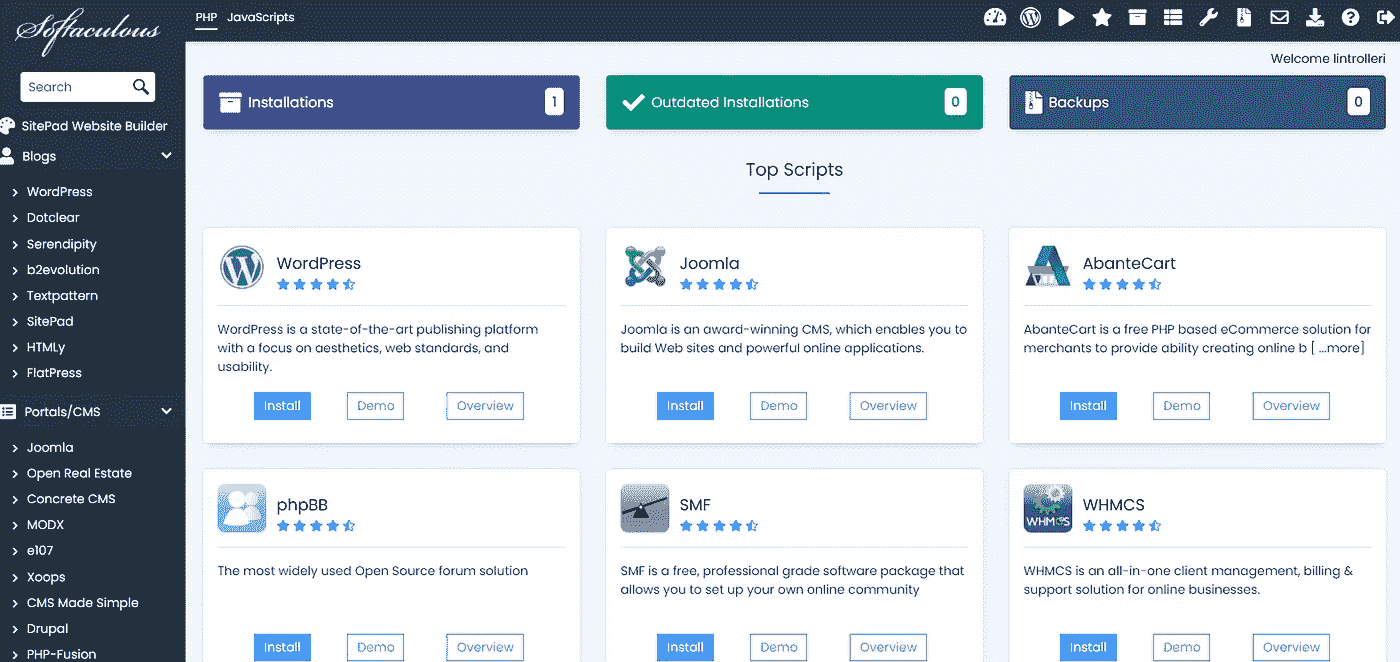 Softaculous
PHP JavaScripts
Welcome lintrolleri
Search
SitePad Website Builder
Blogs
WordPress
Dotclear
Serendipity
b2evolution
Textpattern
SitePad
HTMLy
FlatPress
Portals/CMS
Joomla
Open Real Estate
Concrete CMS
MODX
e107
Xoops
CMS Made Simple
Drupal
PHP-Fusion
Installations 1
Outdated Installations 0
Backups 0
Top Scripts
WordPress
WordPress is a state-of-the-art publishing platform
with a focus on aesthetics, web standards, and
usability.
Install Demo Overview
Joomla
Joomla is an award-winning CMS, which enables you to
build Web sites and powerful online applications.
Install Demo Overview
AbanteCart
AbanteCart is a free PHP based eCommerce solution for
merchants to provide ability creating online b [ ...more]
Install Demo Overview
phpBB
The most widely used Open Source forum solution
Install Demo Overview
SMF
SMF is a free, professional grade software package that
allows you to set up your own online community
Install Demo Overview
WHMCS
WHMCS
WHMCS is an all-in-one client management, billing &
support solution for online businesses.
Install Demo Overview